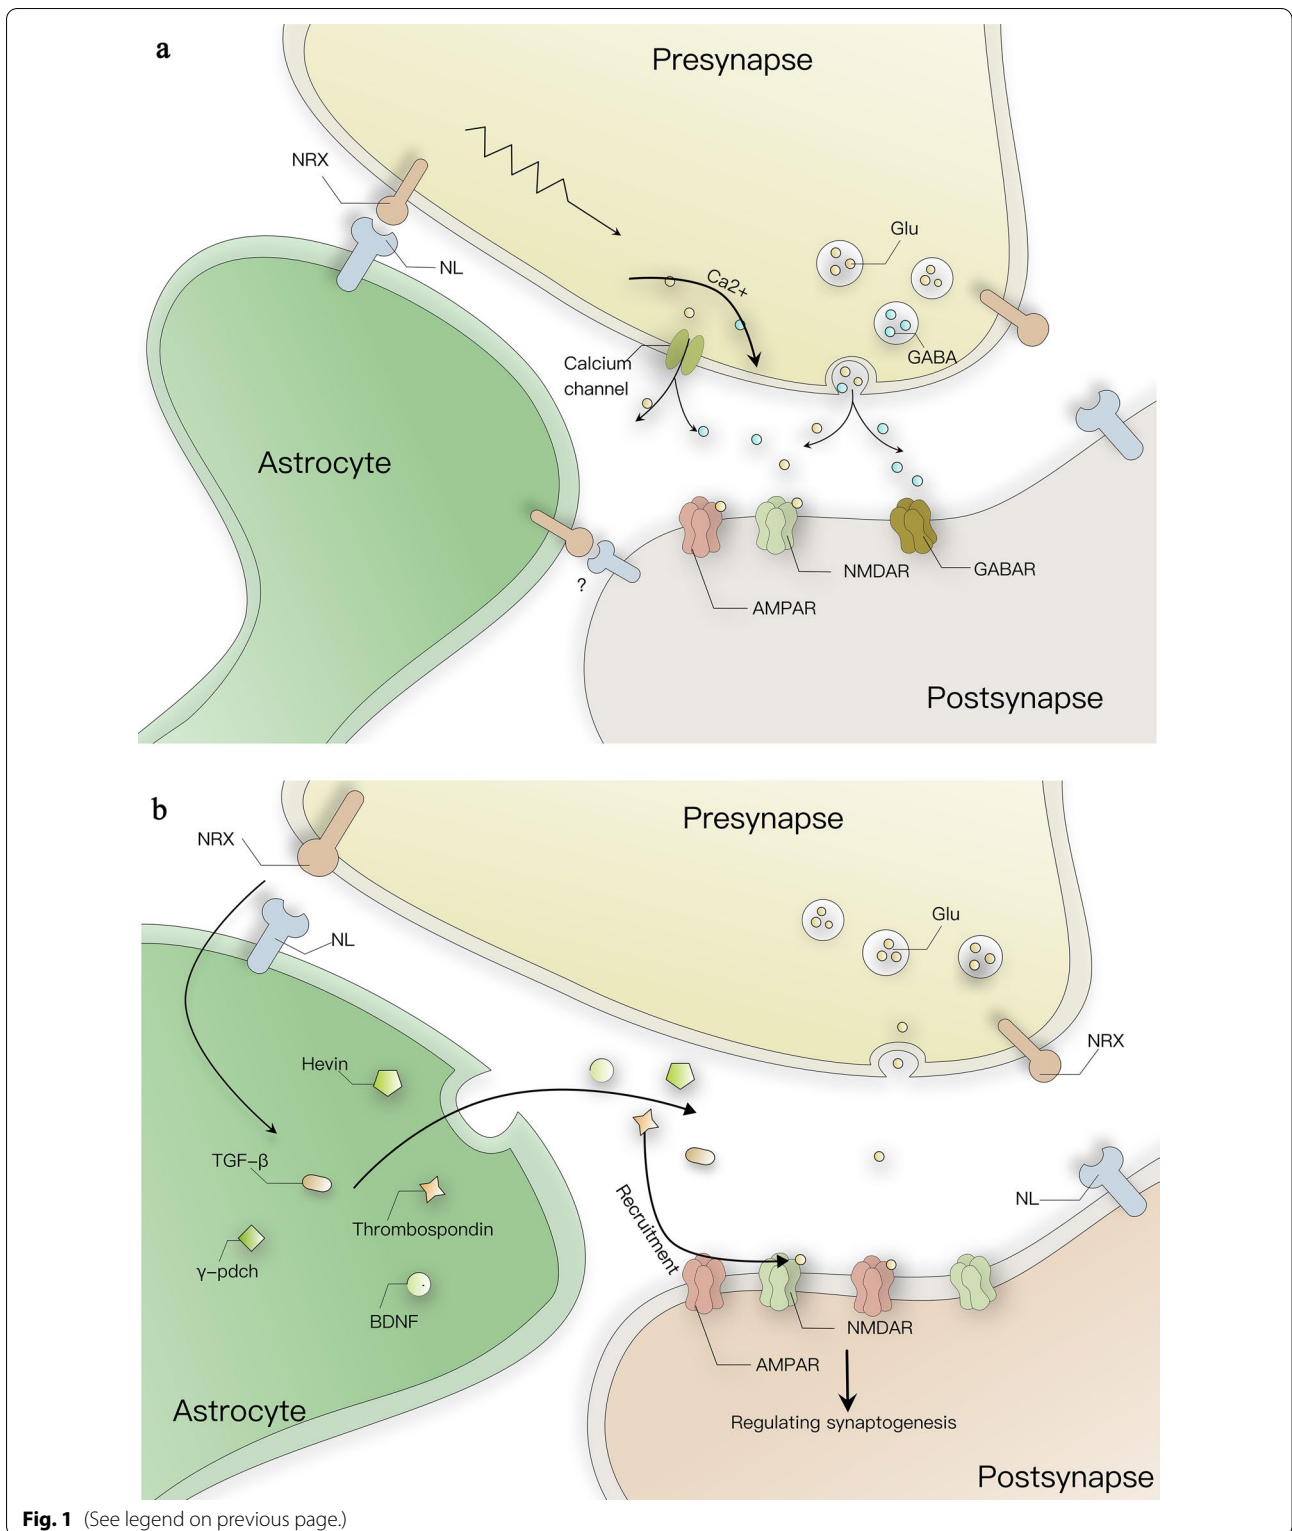 a
Presynapse
NRX
NL
Glu
Ca2+
GABA
Calcium
channel
Astrocyte
?
NMDAR
GABAR
AMPAR
Postsynapse
b
Presynapse
NRX
NL
Glu
NRX
Hevin
TGF–β
Thrombospondin
γ–pdch
BDNF
Recruitment
NL
NMDAR
AMPAR
Regulating synaptogenesis
Astrocyte
Postsynapse
Fig. 1 (See legend on previous page.)